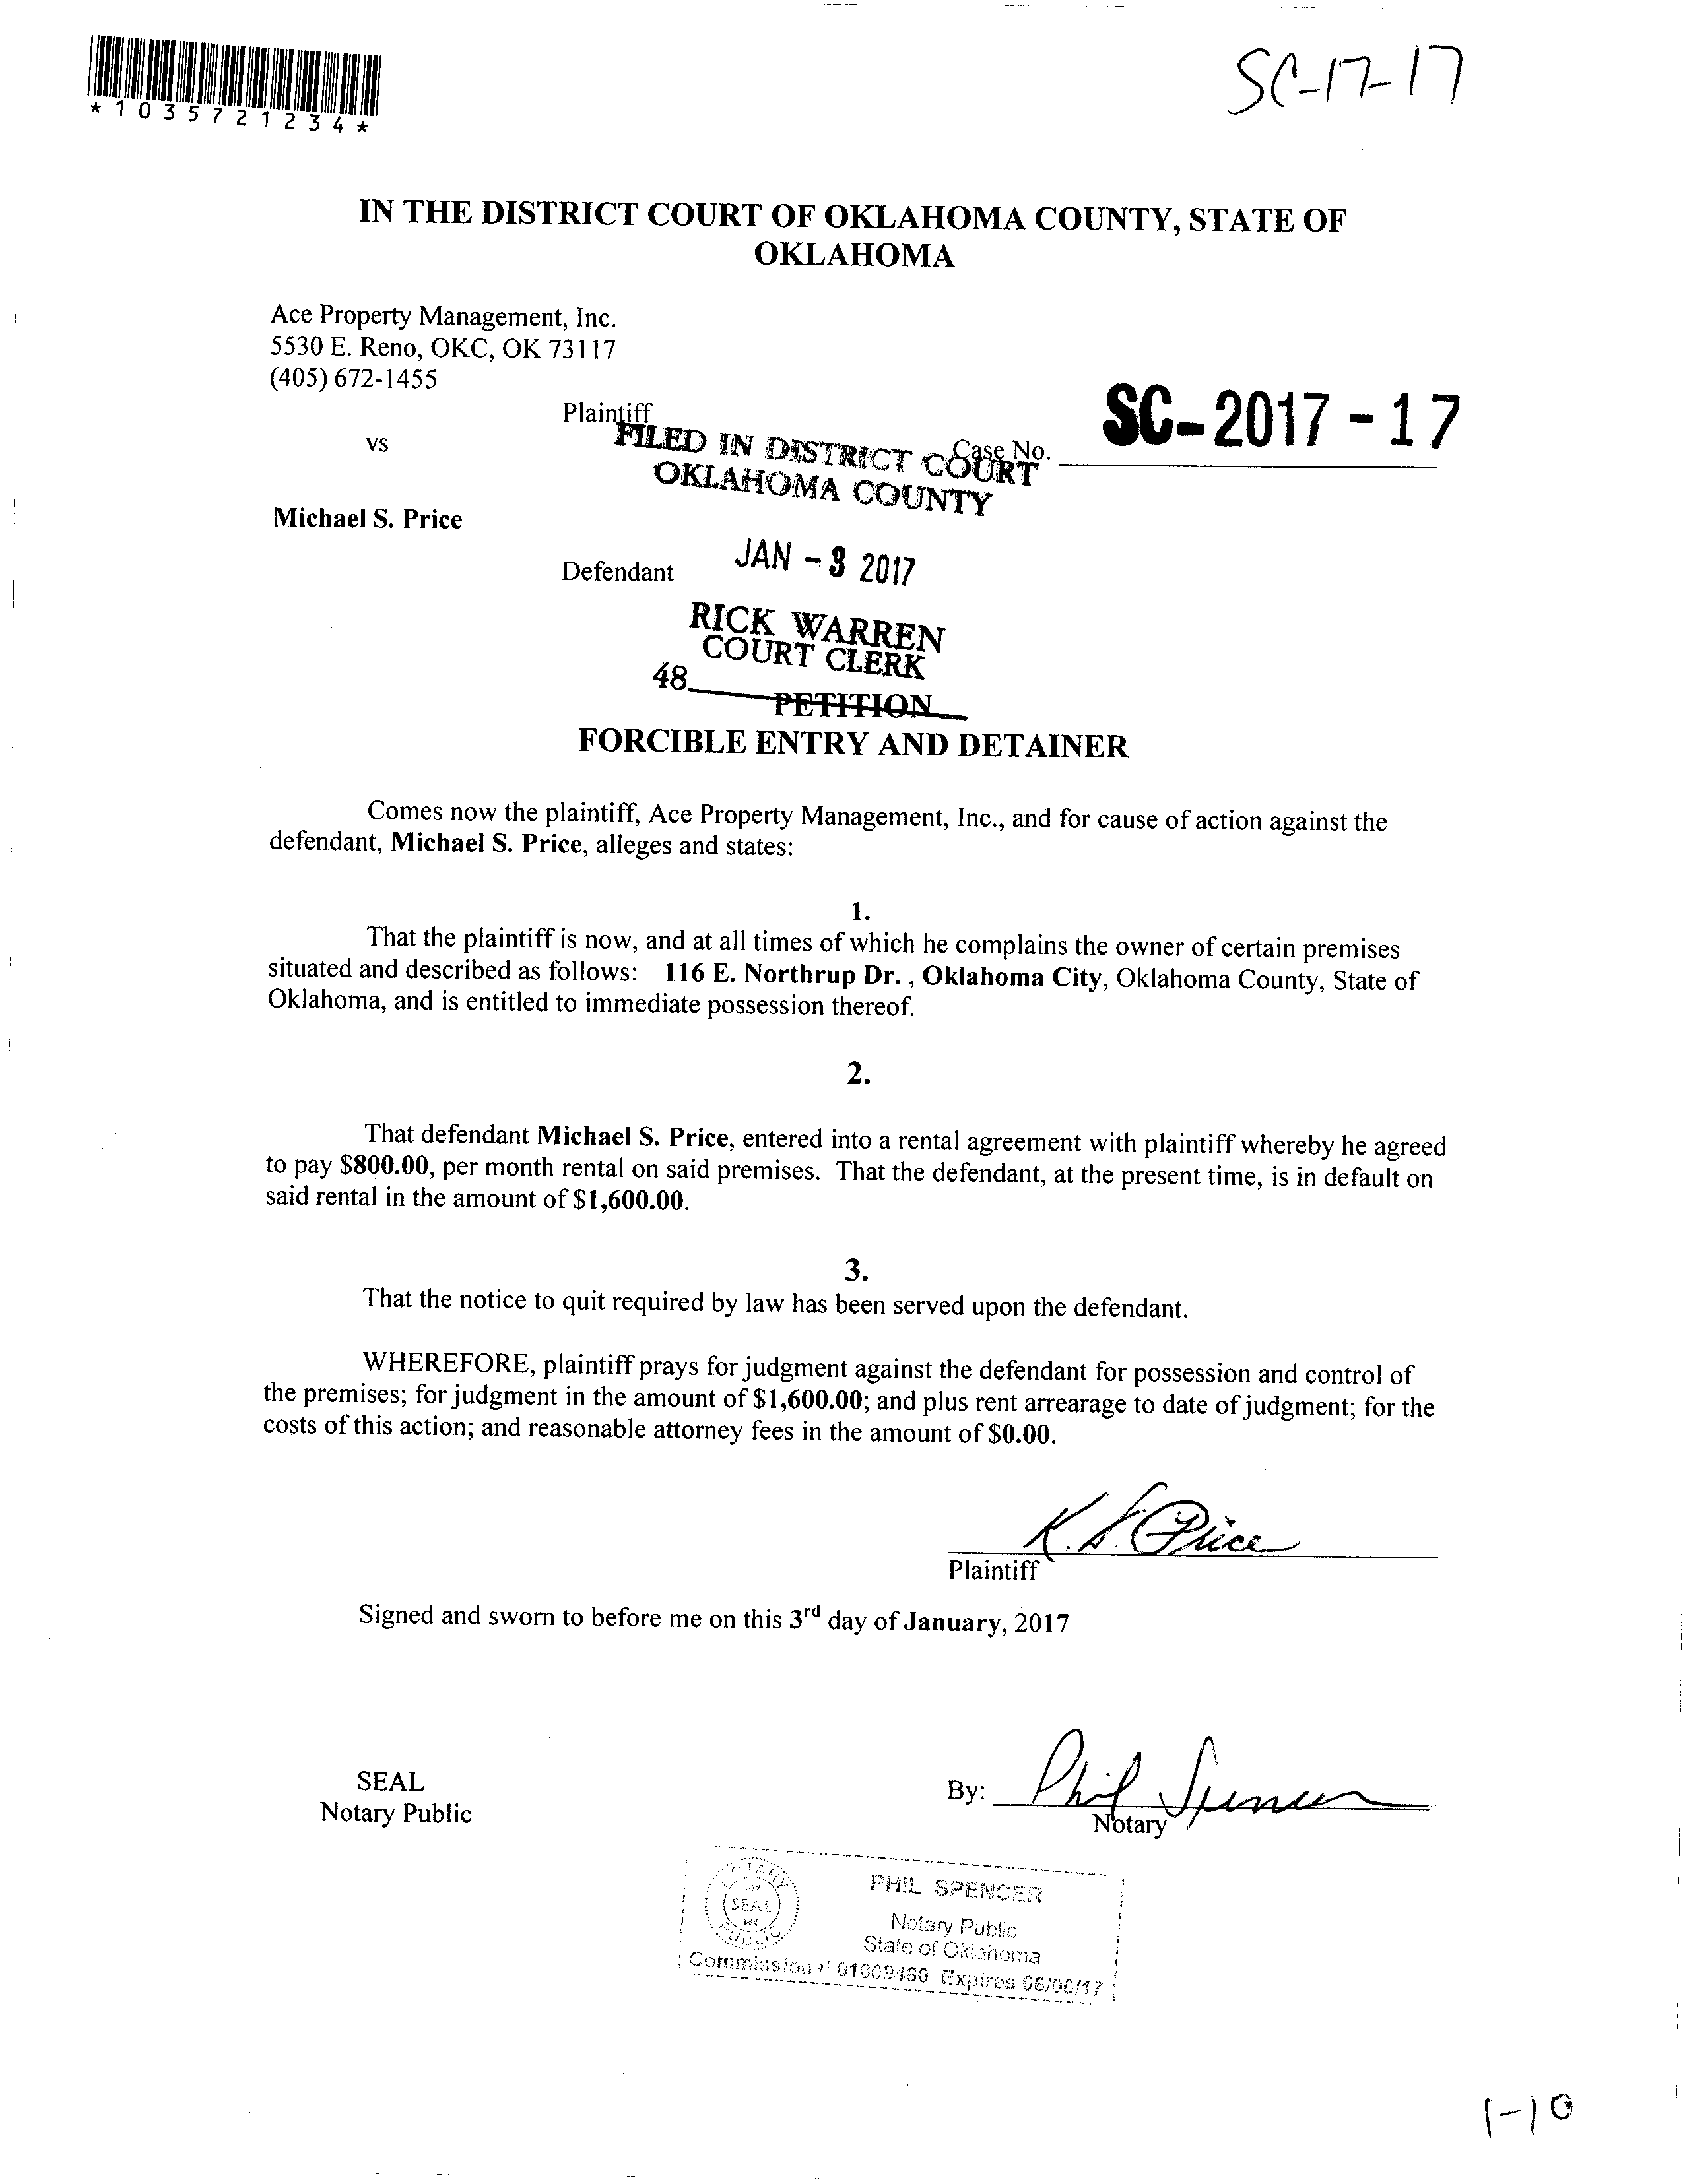 SC-17-17
*1035721234*
IN THE DISTRICT COURT OF OKLAHOMA COUNTY, STATE OF
OKLAHOMA
Ace Property Management, Inc.
5530 E. Reno, OKC, OK 73117
(405) 672-1455
Plaintiff
vs
FILED IN DISTRICT COURT
OKLAHOMA COUNTY
Case No. SC-2017-17
Michael S. Price
Defendant
JAN - 3 2017
RICK WARREN
COURT CLERK
48
PETITION
FORCIBLE ENTRY AND DETAINER
Comes now the plaintiff, Ace Property Management, Inc., and for cause of action against the
defendant, Michael S. Price, alleges and states:
1.
That the plaintiff is now, and at all times of which he complains the owner of certain premises
situated and described as follows: 116 E. Northrup Dr. , Oklahoma City, Oklahoma County, State of
Oklahoma, and is entitled to immediate possession thereof.
2.
That defendant Michael S. Price, entered into a rental agreement with plaintiff whereby he agreed
to pay $800.00, per month rental on said premises. That the defendant, at the present time, is in default on
said rental in the amount of $1,600.00.
3.
That the notice to quit required by law has been served upon the defendant.
WHEREFORE, plaintiff prays for judgment against the defendant for possession and control of
the premises; for judgment in the amount of $1,600.00; and plus rent arrearage to date of judgment; for the
costs of this action; and reasonable attorney fees in the amount of $0.00.
K. S. Price
Plaintiff
Signed and sworn to before me on this 3rd day of January, 2017
SEAL
Notary Public
By: Phil Spencer
Notary
NOTARY
SEAL
PUBLIC
PHIL SPENCER
Notary Public
State of Oklahoma
Commission # 01009480 Expires 06/06/17
1-10